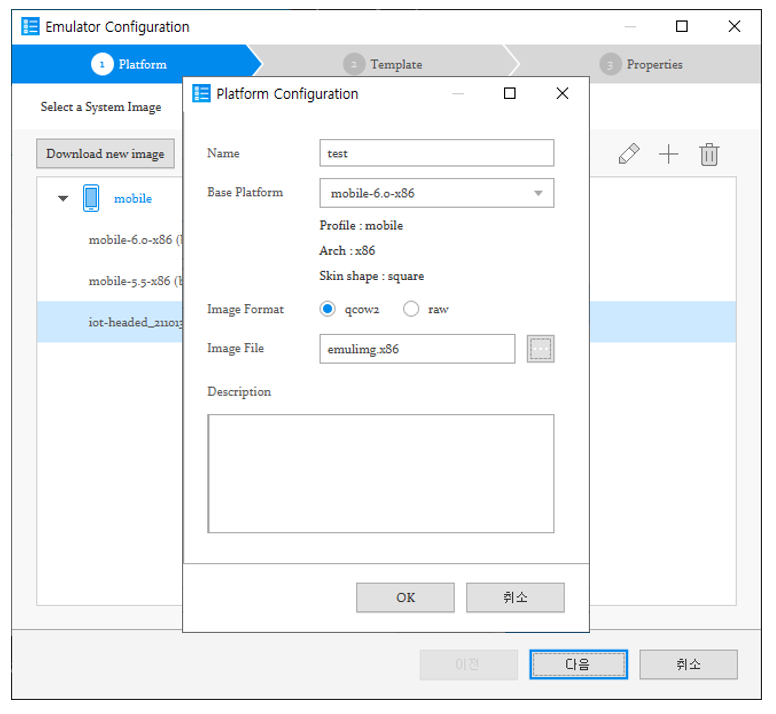 Emulator Configuration
1 Platform
2 Template
3 Properties
Select a System Image
Download new image
mobile
mobile-6.0-x86 (
mobile-5.5-x86 (
iot-headed_211013
Platform Configuration
Name
test
Base Platform
mobile-6.0-x86
Profile : mobile
Arch : x86
Skin shape : square
Image Format
qcow2
raw
Image File
emulimg.x86
...
Description
OK
취소
이전
다음
취소